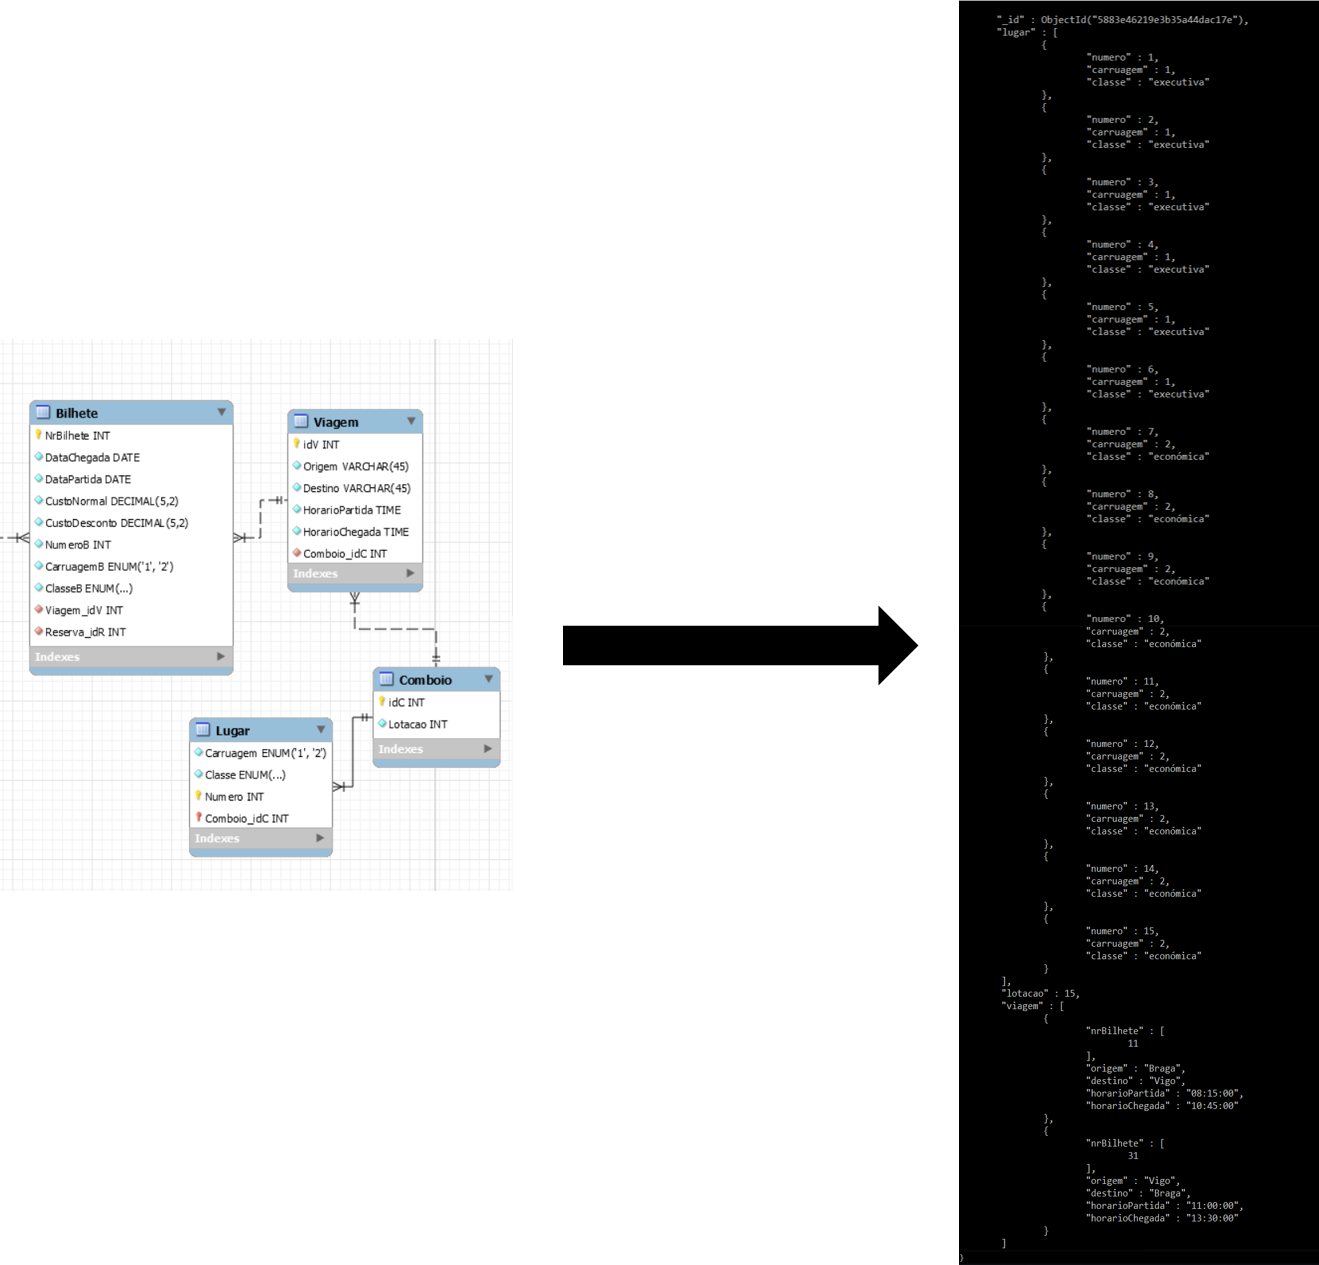 Bilhete
NrBilhete INT
DataChegada DATE
DataPartida DATE
CustoNormal DECIMAL(5,2)
CustoDesconto DECIMAL(5,2)
NumeroB INT
CarruagemB ENUM('1', '2')
ClasseB ENUM(...)
Viagem_idV INT
Reserva_idR INT
Indexes
Viagem
idV INT
Origem VARCHAR(45)
Destino VARCHAR(45)
HorarioPartida TIME
HorarioChegada TIME
Comboio_idC INT
Indexes
Comboio
idC INT
Lotacao INT
Indexes
Lugar
Carruagem ENUM('1', '2')
Classe ENUM(...)
Numero INT
Comboio_idC INT
Indexes
"_id" : ObjectId("5883e46219e3b35a44dac17e"),
"lugar" : [
{
"numero" : 1,
"carruagem" : 1,
"classe" : "executiva"
},
{
"numero" : 2,
"carruagem" : 1,
"classe" : "executiva"
},
{
"numero" : 3,
"carruagem" : 1,
"classe" : "executiva"
},
{
"numero" : 4,
"carruagem" : 1,
"classe" : "executiva"
},
{
"numero" : 5,
"carruagem" : 1,
"classe" : "executiva"
},
{
"numero" : 6,
"carruagem" : 1,
"classe" : "executiva"
},
{
"numero" : 7,
"carruagem" : 2,
"classe" : "económica"
},
{
"numero" : 8,
"carruagem" : 2,
"classe" : "económica"
},
{
"numero" : 9,
"carruagem" : 2,
"classe" : "económica"
},
{
"numero" : 10,
"carruagem" : 2,
"classe" : "económica"
},
{
"numero" : 11,
"carruagem" : 2,
"classe" : "económica"
},
{
"numero" : 12,
"carruagem" : 2,
"classe" : "económica"
},
{
"numero" : 13,
"carruagem" : 2,
"classe" : "económica"
},
{
"numero" : 14,
"carruagem" : 2,
"classe" : "económica"
},
{
"numero" : 15,
"carruagem" : 2,
"classe" : "económica"
}
],
"lotacao" : 15,
"viagem" : [
{
"nrBilhete" : [
11
],
"origem" : "Braga",
"destino" : "Vigo",
"horarioPartida" : "08:15:00",
"horarioChegada" : "10:45:00"
},
{
"nrBilhete" : [
31
],
"origem" : "Vigo",
"destino" : "Braga",
"horarioPartida" : "11:00:00",
"horarioChegada" : "13:30:00"
}
]
}